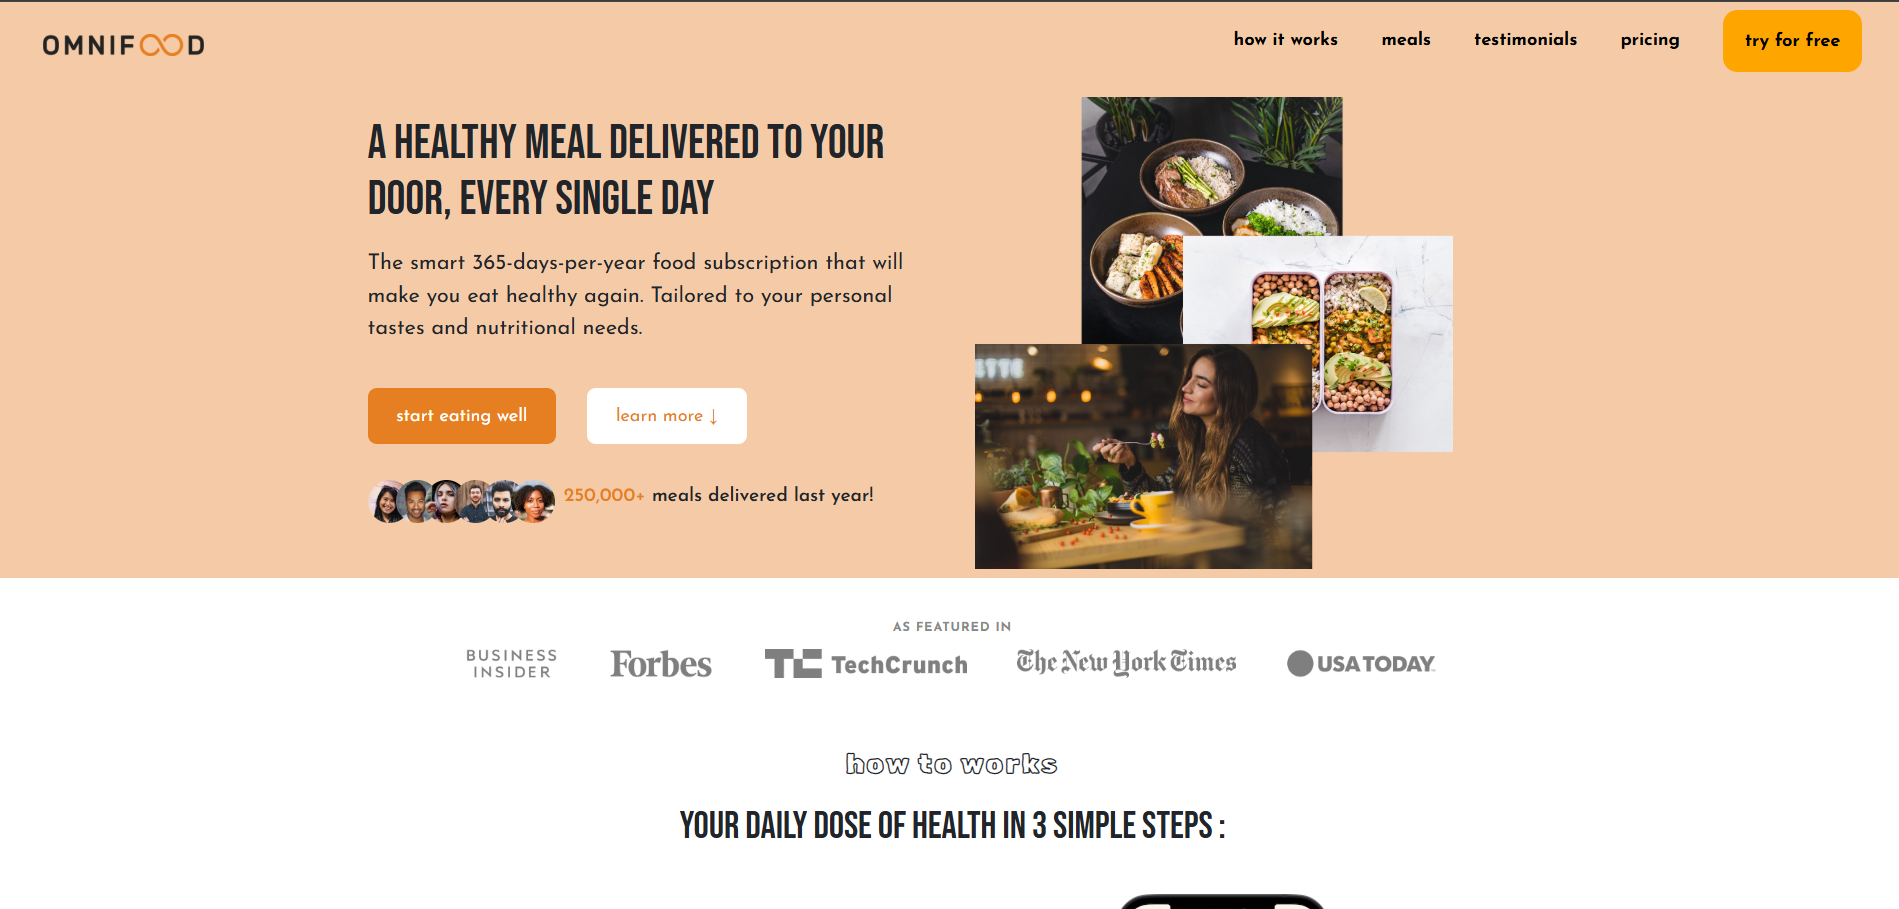 OMNIFOOD
how it works
meals
testimonials
pricing
try for free
A HEALTHY MEAL DELIVERED TO YOUR
DOOR, EVERY SINGLE DAY
The smart 365-days-per-year food subscription that will
make you eat healthy again. Tailored to your personal
tastes and nutritional needs.
start eating well
learn more ↓
250,000+ meals delivered last year!
ETTE
AS FEATURED IN
BUSINESS
INSIDER
Forbes
TC TechCrunch
The New York Times
USA TODAY
how to works
YOUR DAILY DOSE OF HEALTH IN 3 SIMPLE STEPS :